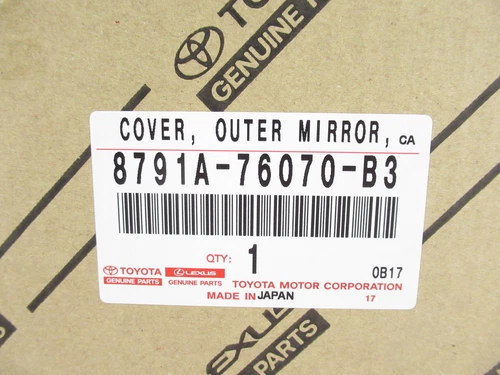 TOYOTA
GENUINE PARTS
COVER, OUTER MIRROR, CA
8791A-76070-B3
QTY: 1
0B17
TOYOTA LEXUS
GENUINE PARTS GENUINE PARTS
TOYOTA MOTOR CORPORATION
MADE IN JAPAN 17
EXUS
PARTS